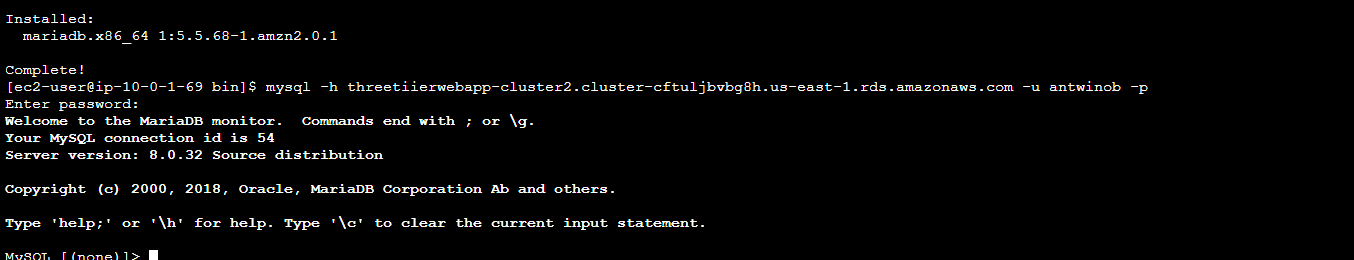 Installed:
  mariadb.x86_64 1:5.5.68-1.amzn2.0.1
Complete!
[ec2-user@ip-10-0-1-69 bin]$ mysql -h threetiierwebapp-cluster2.cluster-cftuljbvbg8h.us-east-1.rds.amazonaws.com -u antwinob -p
Enter password:
Welcome to the MariaDB monitor.  Commands end with ; or \g.
Your MySQL connection id is 54
Server version: 8.0.32 Source distribution
Copyright (c) 2000, 2018, Oracle, MariaDB Corporation Ab and others.
Type 'help;' or '\h' for help. Type '\c' to clear the current input statement.
MySQL [(none)]>